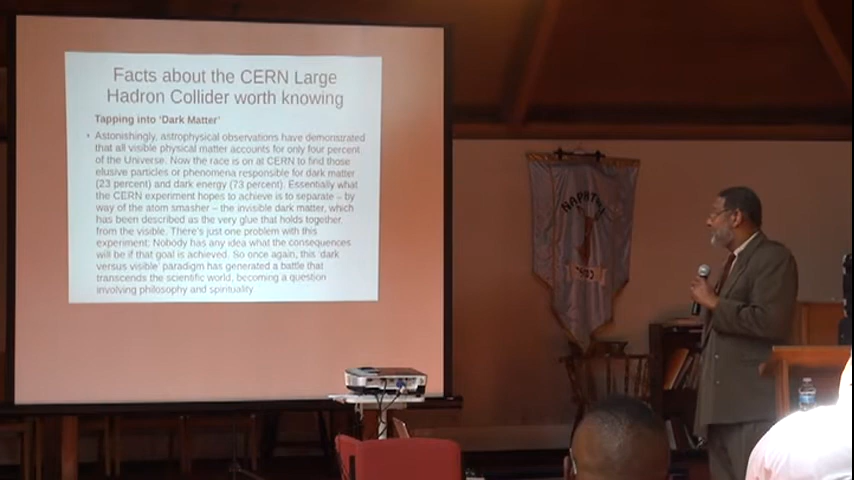 Facts about the CERN Large
Hadron Collider worth knowing
Tapping into ‘Dark Matter’
• Astonishingly, astrophysical observations have demonstrated
that all visible physical matter accounts for only four percent
of the Universe. Now the race is on at CERN to find those
elusive particles or phenomena responsible for dark matter
(23 percent) and dark energy (73 percent). Essentially what
the CERN experiment hopes to achieve is to separate – by
way of the atom smasher – the invisible dark matter, which
has been described as the very glue that holds together,
from the visible. There’s just one problem with this
experiment: Nobody has any idea what the consequences
will be if that goal is achieved. So once again, this ‘dark
versus visible’ paradigm has generated a battle that
transcends the scientific world, becoming a question
involving philosophy and spirituality